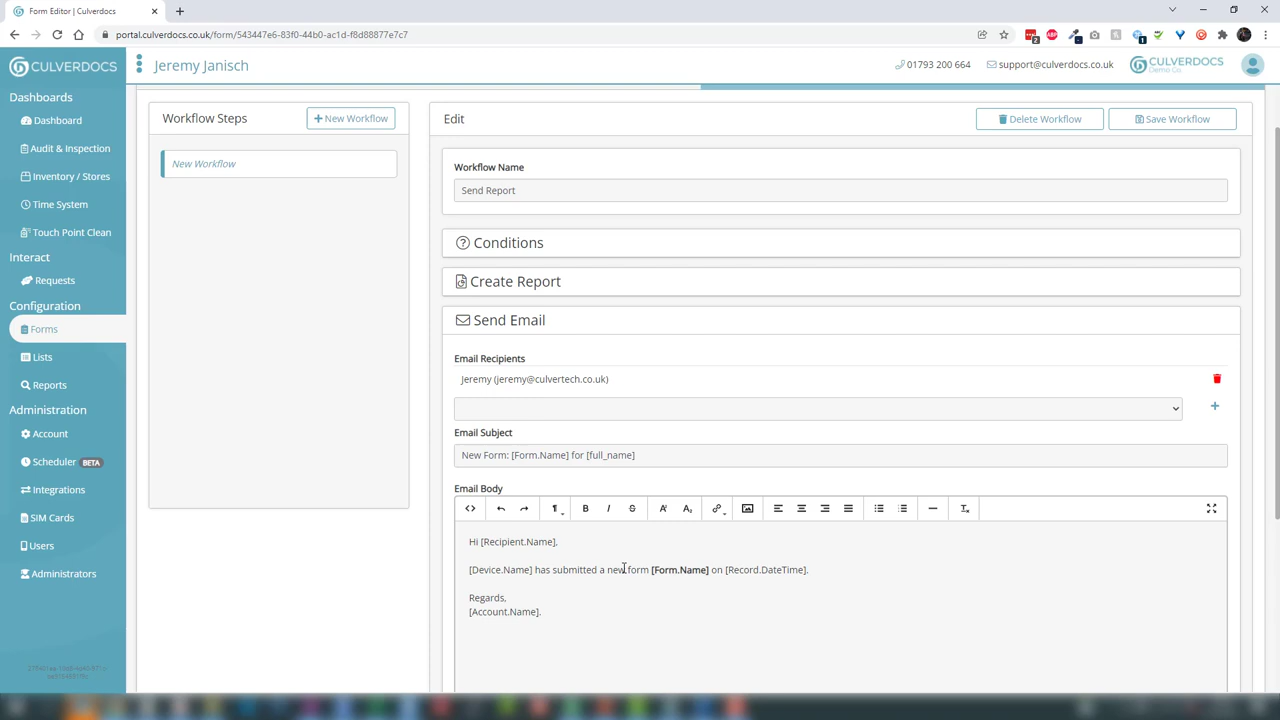 Form Editor | Culverdocs
portal.culverdocs.co.uk/form/543447e6-83f0-44b0-ac1d-f8d88877e7c7
CULVERDOCS
Jeremy Janisch
01793 200 664
support@culverdocs.co.uk
CULVERDOCS
Demo Co
Dashboards
Dashboard
Audit & Inspection
Inventory / Stores
Time System
Touch Point Clean
Interact
Requests
Configuration
Forms
Lists
Reports
Administration
Account
Scheduler BETA
Integrations
SIM Cards
Users
Administrators
Workflow Steps
New Workflow
New Workflow
Edit
Delete Workflow
Save Workflow
Workflow Name
Send Report
Conditions
Create Report
Send Email
Email Recipients
Jeremy (jeremy@culvertech.co.uk)
Email Subject
New Form: [Form.Name] for [full_name]
Email Body
Hi [Recipient.Name].
[Device.Name] has submitted a new form [Form.Name] on [Record.DateTime].
Regards,
[Account.Name].